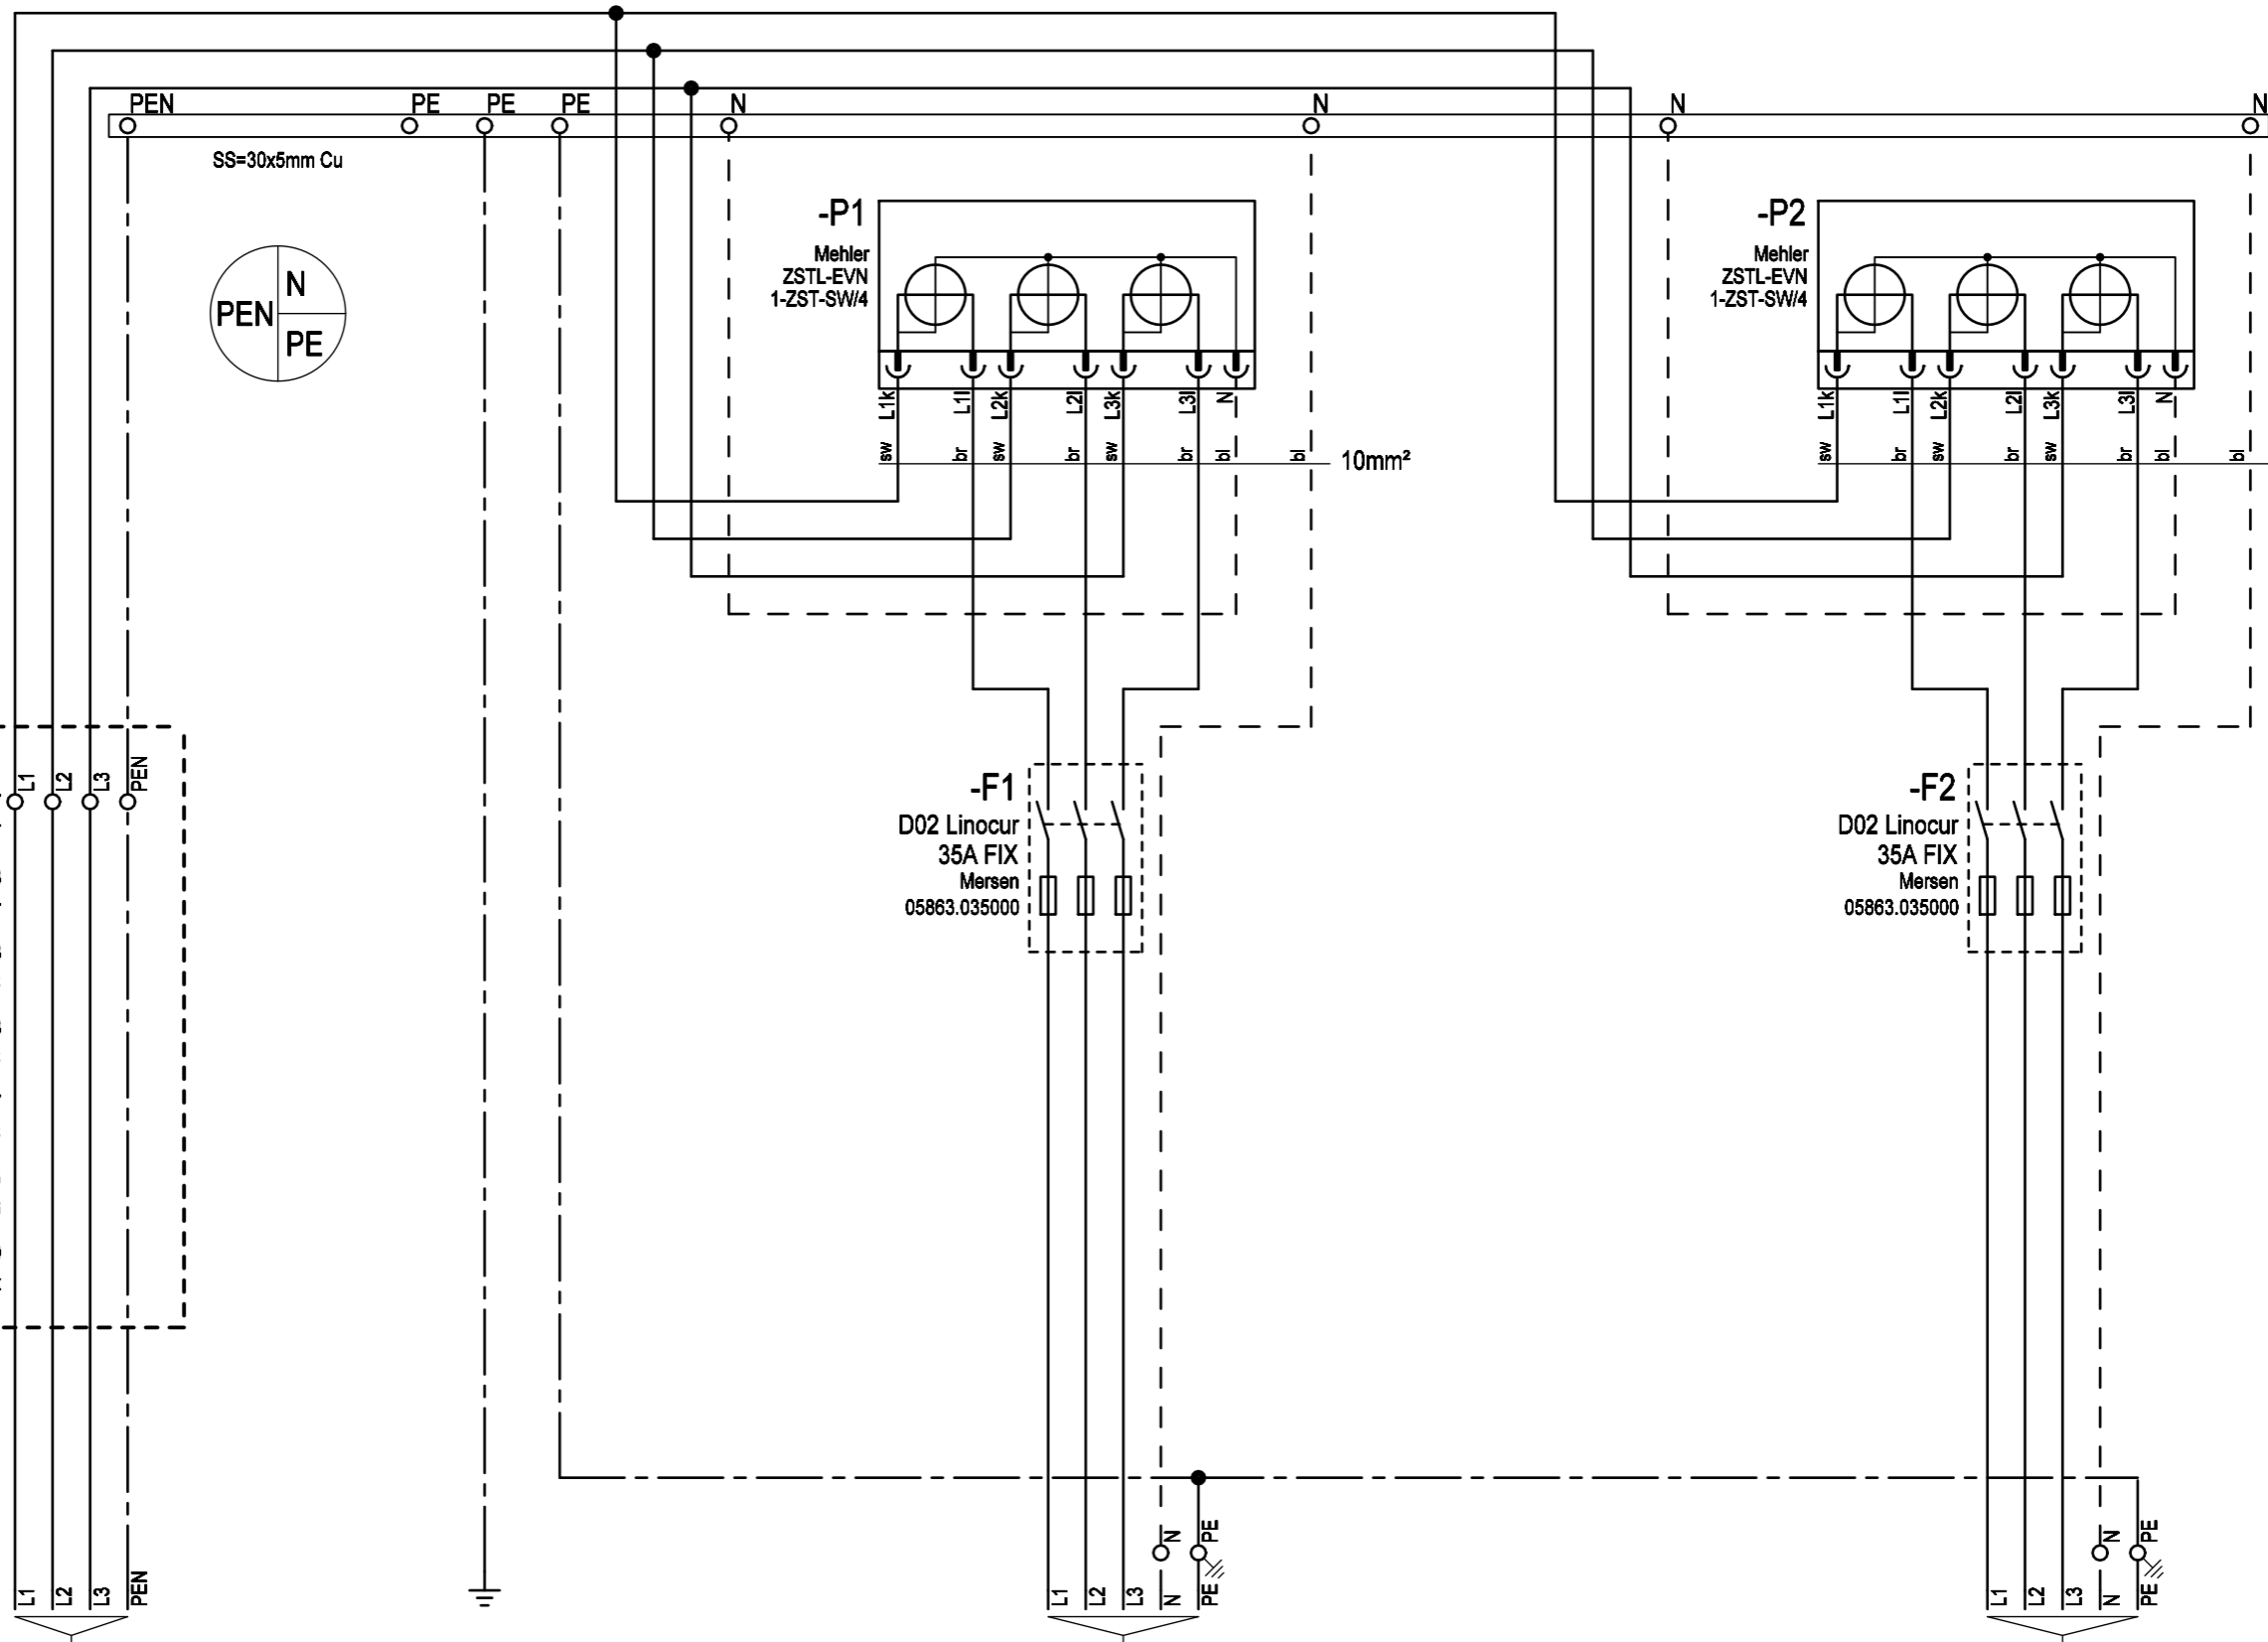 PEN PE PE PE N N N N
SS=30x5mm Cu
PEN N
PE
-P1
Mehler
ZSTL-EVN
1-ZST-SW/4
L1k L1l L2k L2l L3k L3l N
sw br sw br sw br bl bl 10mm²
-P2
Mehler
ZSTL-EVN
1-ZST-SW/4
L1k L1l L2k L2l L3k L3l N
sw br sw br sw br bl bl
L1 L2 L3 PEN
-F1
D02 Linocur
35A FIX
Mersen
05863.035000
-F2
D02 Linocur
35A FIX
Mersen
05863.035000
N PE
N PE
L1 L2 L3 PEN
L1 L2 L3 N PE
L1 L2 L3 N PE